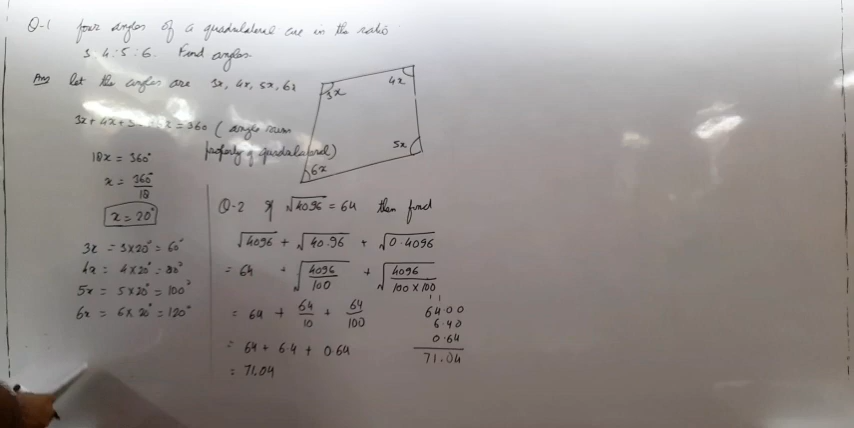 Q-1 four angles of a quadrilateral are in the ratio
3:4:5:6. Find angles.
Ans let the angles are 3x, 4x, 5x, 6x
3x+4x+5 x = 360 ( angle sum
property of quadrilateral)
18x = 360°
x = 360°
18
x = 20°
3x = 3×20° = 60°
4x = 4×20° = 80°
5x = 5×20° = 100°
6x = 6×20° = 120°
3x
4x
5x
6x
Q-2 If √4096 = 64 then find
√4096 + √40.96 + √0.4096
= 64 + √4096/100 + √4096/100×100
= 64 + 64/10 + 64/100
= 64 + 6.4 + 0.64
= 71.04
1 1
64.00
6.40
0.64
71.04